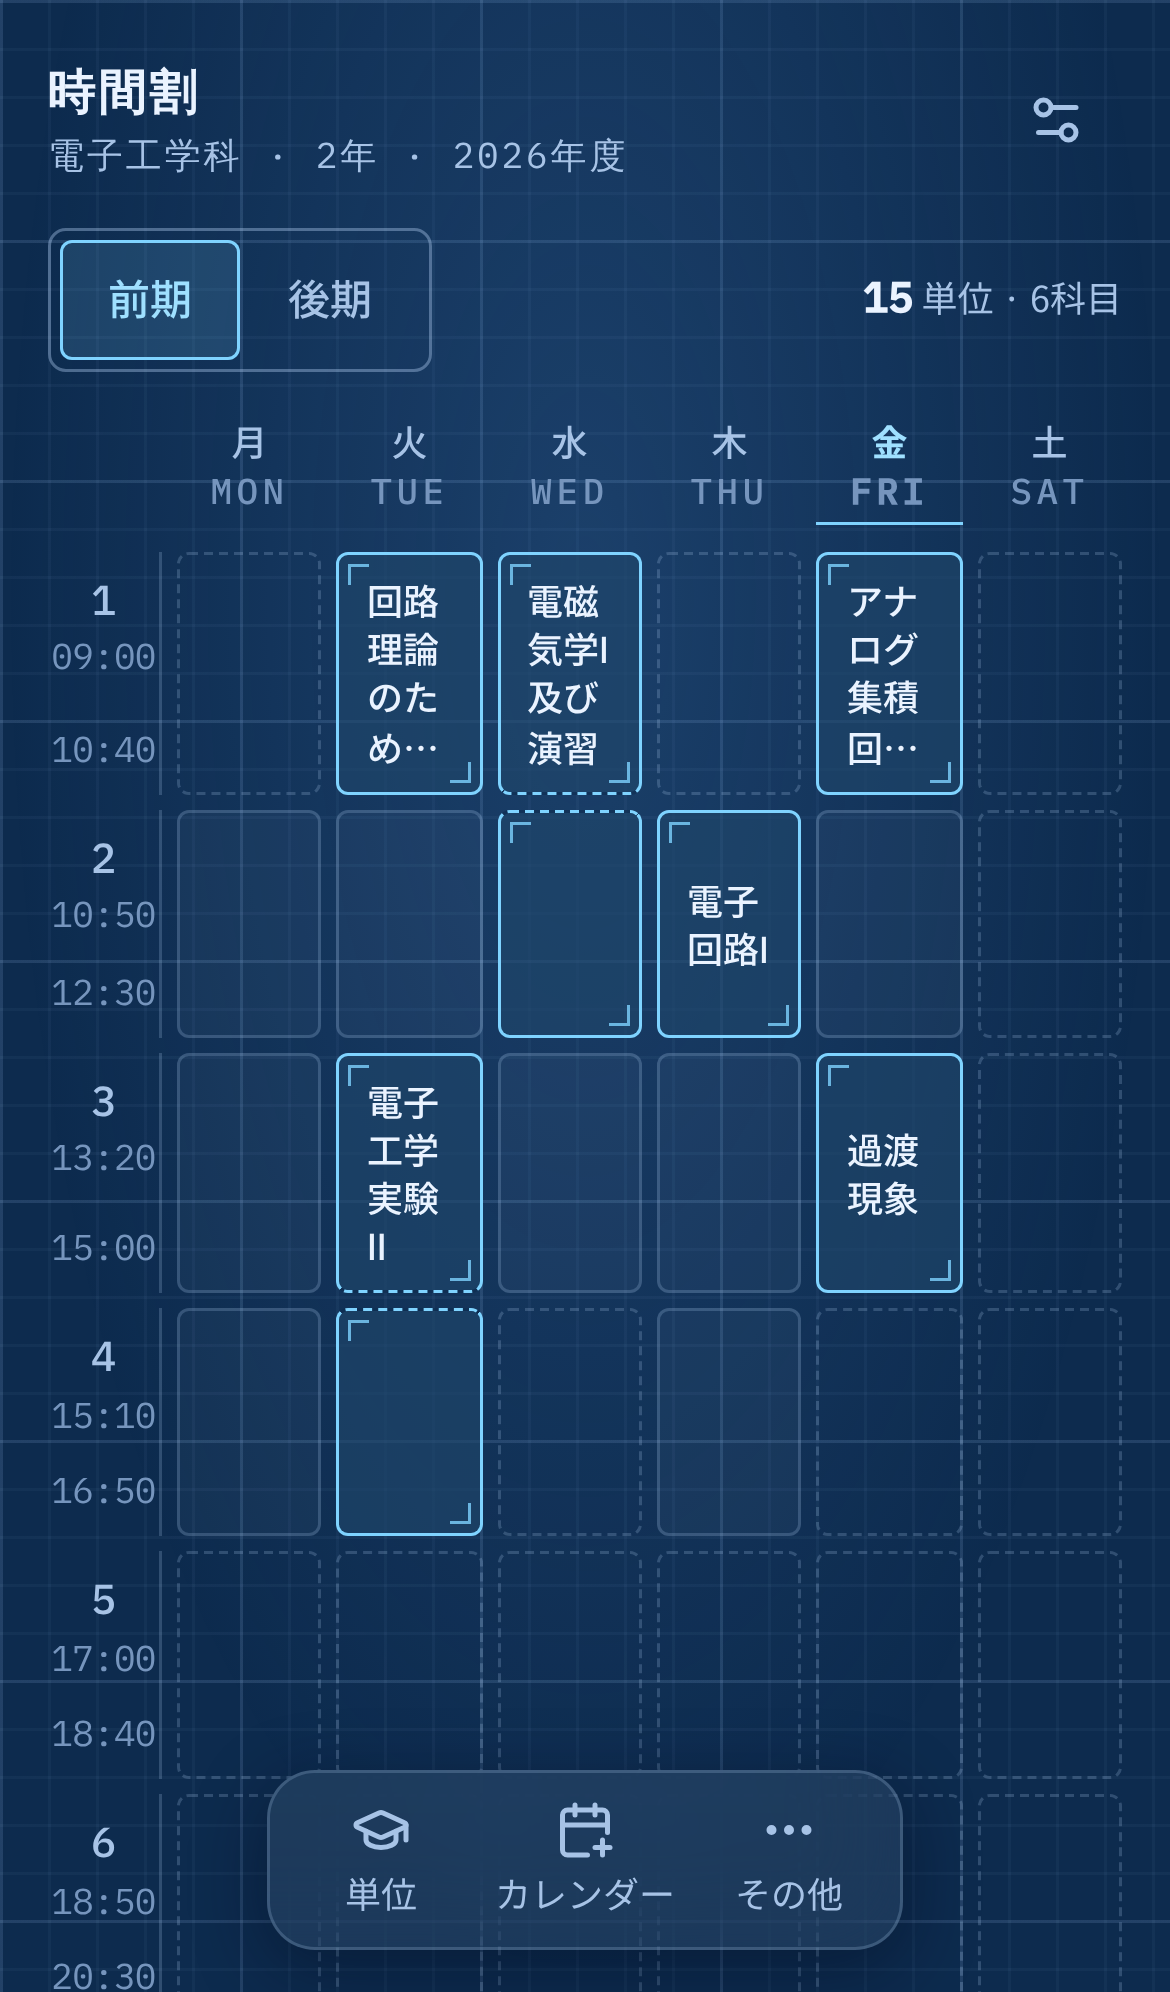 時間割
電子工学科 · 2年 · 2026年度
前期 後期
15 単位 · 6科目
月 火 水 木 金 土
MON TUE WED THU FRI SAT
1
09:00
10:40
回路
理論
のた
め…
電磁
気学I
及び
演習
アナ
ログ
集積
回…
2
10:50
12:30
電子
回路I
3
13:20
15:00
電子
工学
実験
II
過渡
現象
4
15:10
16:50
5
17:00
18:40
6
18:50
20:30
単位 カレンダー その他